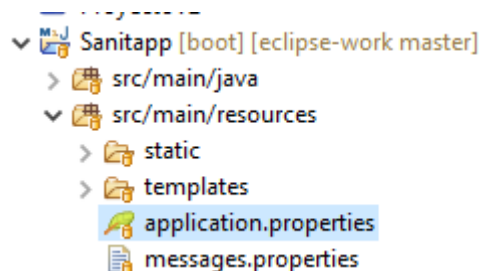 Sanitapp [boot] [eclipse-work master]
src/main/java
src/main/resources
static
templates
application.properties
messages.properties